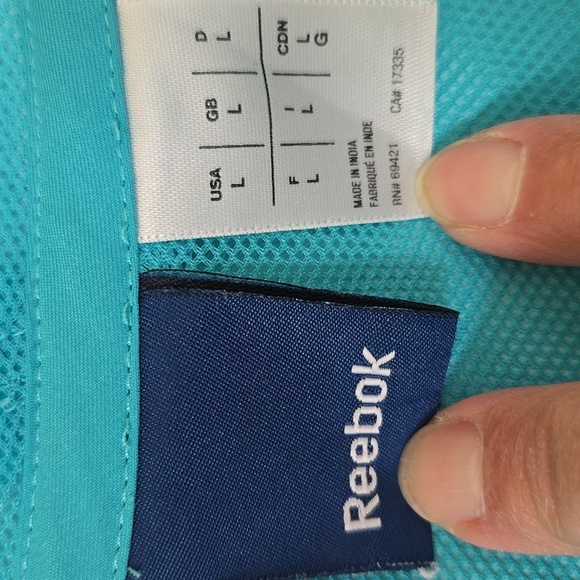 USA GB D
L L L
F I CDN
L L L
G
MADE IN INDIA
FABRIQUÉ EN INDE
RN# 69421 CA# 17335
Reebok